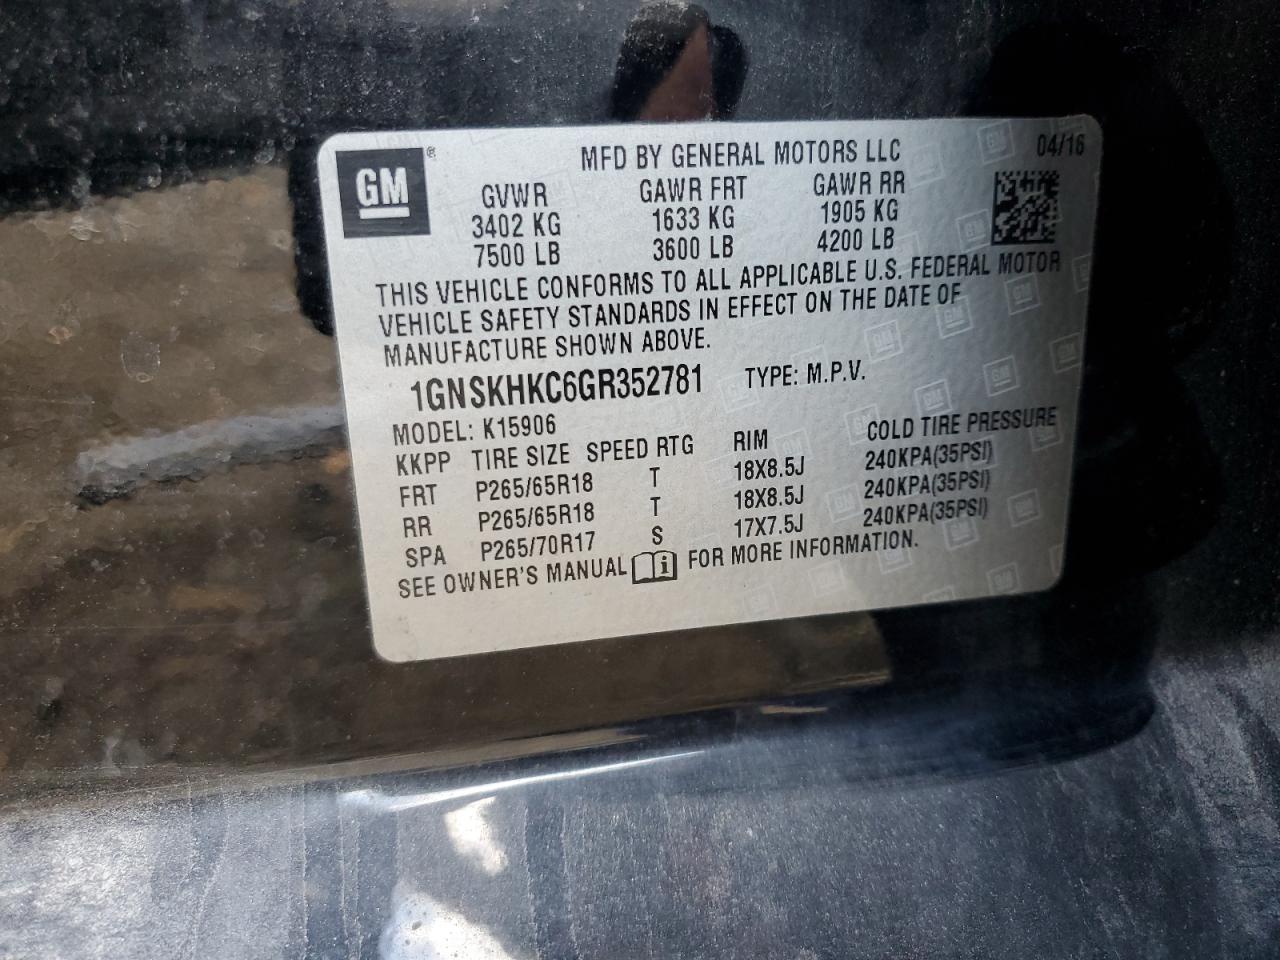 GM ®
MFD BY GENERAL MOTORS LLC 04/16
GVWR GAWR FRT GAWR RR
3402 KG 1633 KG 1905 KG
7500 LB 3600 LB 4200 LB
THIS VEHICLE CONFORMS TO ALL APPLICABLE U.S. FEDERAL MOTOR
VEHICLE SAFETY STANDARDS IN EFFECT ON THE DATE OF
MANUFACTURE SHOWN ABOVE.
1GNSKHKC6GR352781 TYPE: M.P.V.
MODEL: K15906
KKPP TIRE SIZE SPEED RTG RIM COLD TIRE PRESSURE
FRT P265/65R18 T 18X8.5J 240KPA(35PSI)
RR P265/65R18 T 18X8.5J 240KPA(35PSI)
SPA P265/70R17 S 17X7.5J 240KPA(35PSI)
SEE OWNER'S MANUAL i FOR MORE INFORMATION.